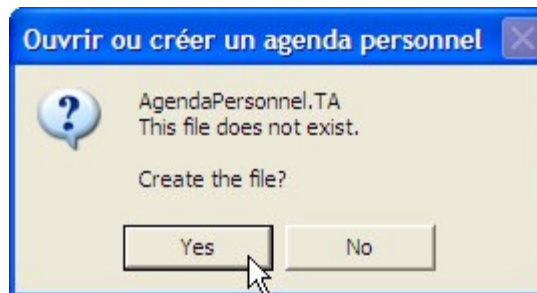 Ouvrir ou créer un agenda personnel
AgendaPersonnel.TA
This file does not exist.
Create the file?
Yes
No